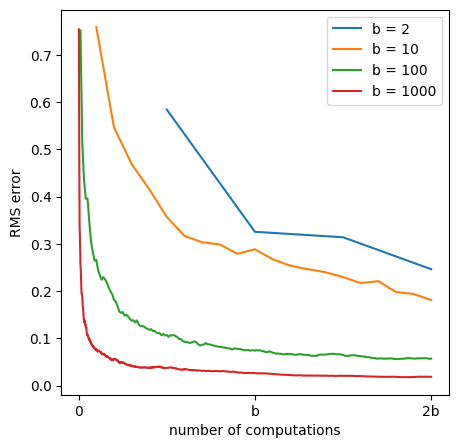 b = 2
b = 10
b = 100
b = 1000
RMS error
0.7
0.6
0.5
0.4
0.3
0.2
0.1
0.0
0
b
2b
number of computations